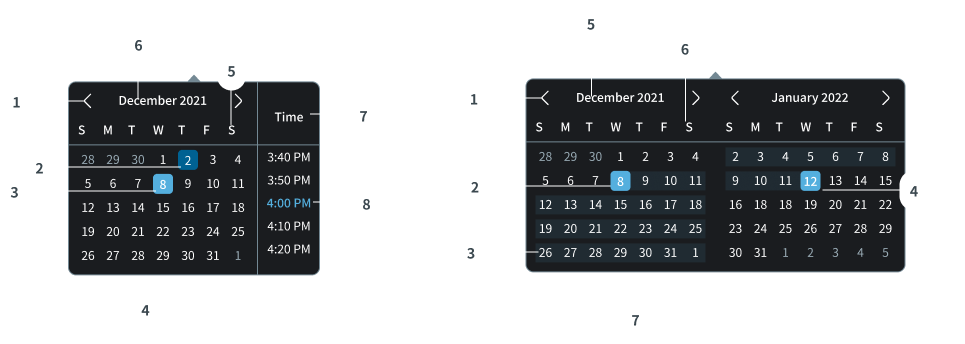 6
5
1
December 2021
S M T W T F S
28 29 30 1 2 3 4
5 6 7 8 9 10 11
12 13 14 15 16 17 18
19 20 21 22 23 24 25
26 27 28 29 30 31 1
Time
3:40 PM
3:50 PM
4:00 PM
4:10 PM
4:20 PM
7
2
3
8
4
5
6
1
December 2021
S M T W T F S
28 29 30 1 2 3 4
5 6 7 8 9 10 11
12 13 14 15 16 17 18
19 20 21 22 23 24 25
26 27 28 29 30 31 1
January 2022
S M T W T F S
2 3 4 5 6 7 8
9 10 11 12 13 14 15
16 17 18 19 20 21 22
23 24 25 26 27 28 29
30 31 1 2 3 4 5
2
4
3
7